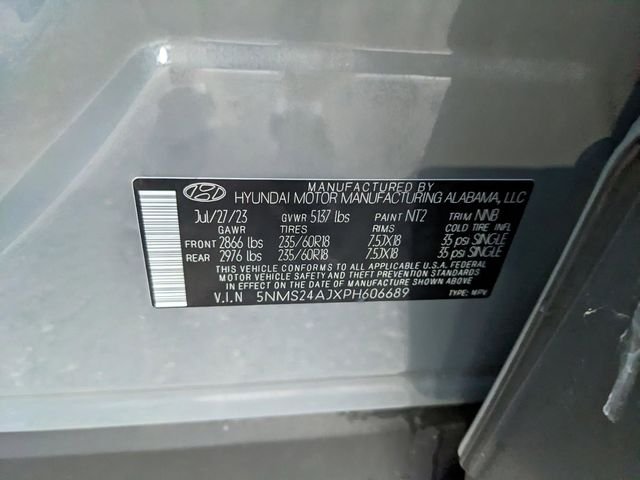 MANUFACTURED BY
HYUNDAI MOTOR MANUFACTURING ALABAMA, LLC
Jul/27/23 GVWR 5137 lbs PAINT NT2 TRIM NNB
GAWR TIRES RIMS COLD TIRE INFL
FRONT 2866 lbs 235/60R18 7.5JX18 35 psi SINGLE
REAR 2976 lbs 235/60R18 7.5JX18 35 psi SINGLE
THIS VEHICLE CONFORMS TO ALL APPLICABLE U.S.A. FEDERAL
MOTOR VEHICLE SAFETY AND THEFT PREVENTION STANDARDS
IN EFFECT ON THE DATE OF MANUFACTURE SHOWN ABOVE
V.I.N 5NMS24AJXPH606689 TYPE: MPV